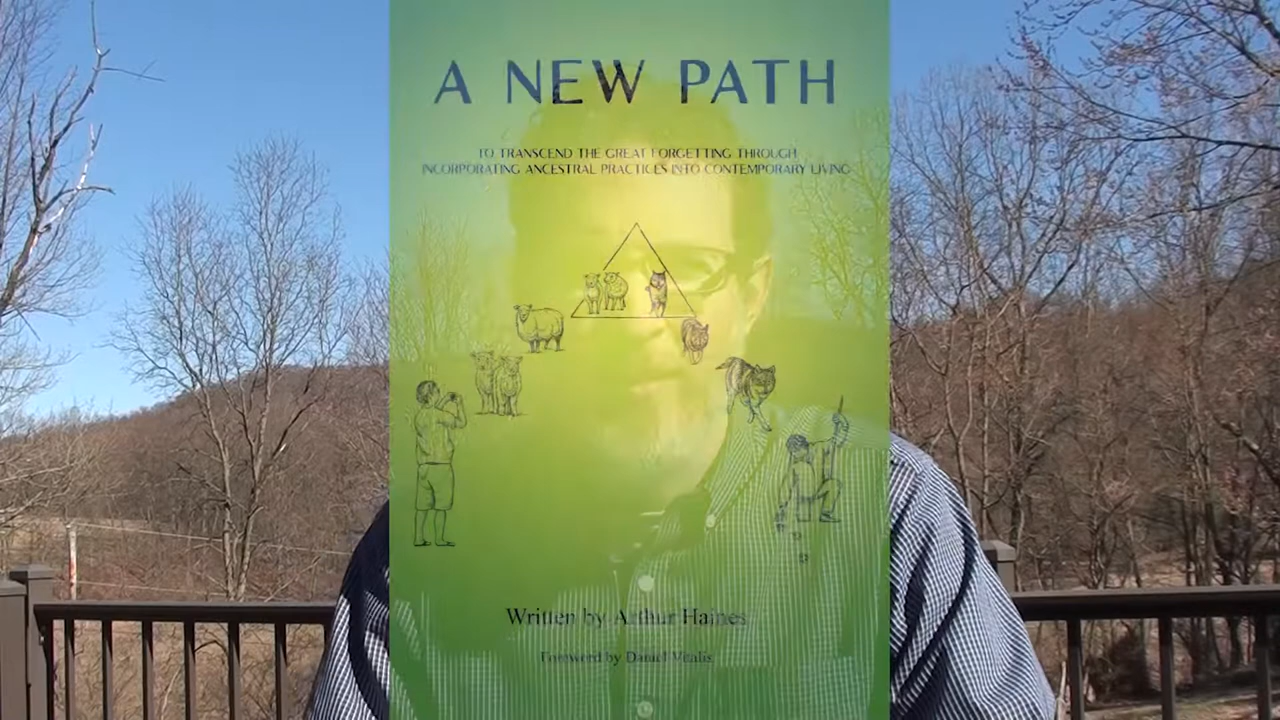 A NEW PATH
TO TRANSCEND THE GREAT FORGETTING THROUGH
INCORPORATING ANCESTRAL PRACTICES INTO CONTEMPORARY LIVING
Written by Arthur Haines
Foreword by Daniel Vitalis